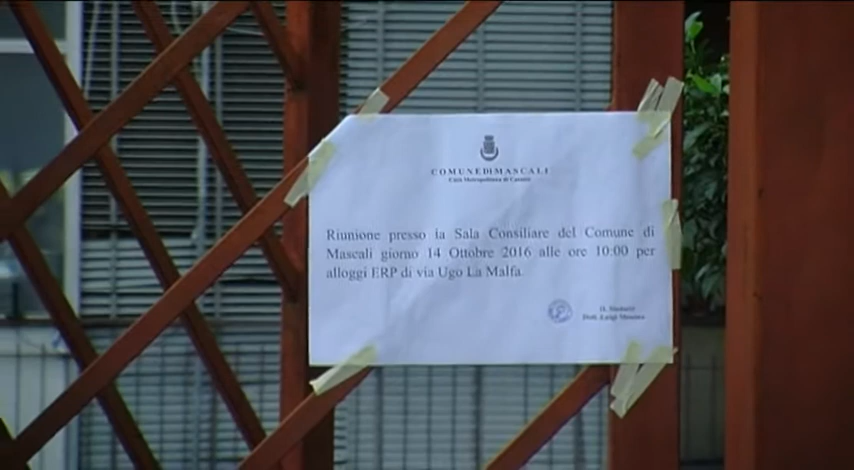 COMUNE DI MASCALI
Città Metropolitana di Catania
Riunione presso la Sala Consiliare del Comune di
Mascali giorno 14 Ottobre 2016 alle ore 10:00 per
alloggi ERP di via Ugo La Malfa
Il Sindaco
Dott. Luigi Messina